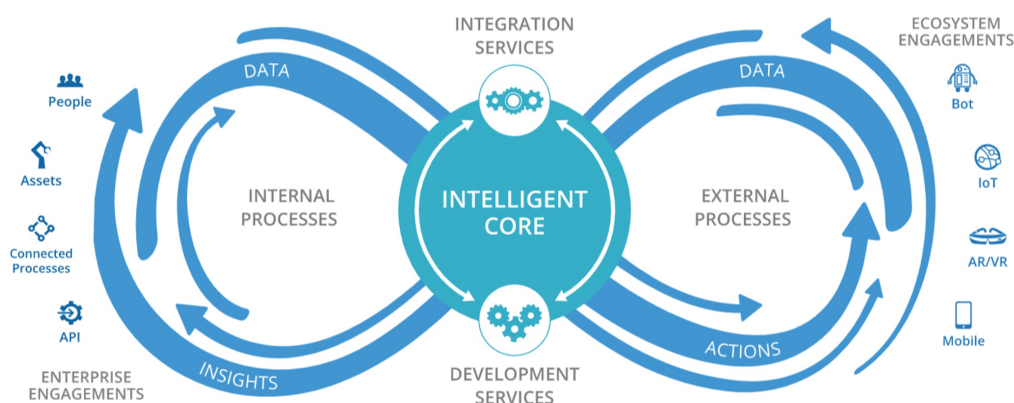 INTEGRATION
SERVICES
ECOSYSTEM
ENGAGEMENTS
DATA
DATA
People
Bot
Assets
IoT
INTERNAL
PROCESSES
INTELLIGENT
CORE
EXTERNAL
PROCESSES
Connected
Processes
AR/VR
API
Mobile
INSIGHTS
ACTIONS
ENTERPRISE
ENGAGEMENTS
DEVELOPMENT
SERVICES